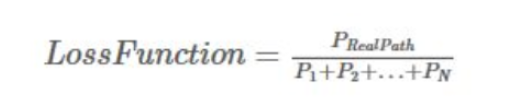 LossFunction = P_RealPath / P_1+P_2+...+P_N